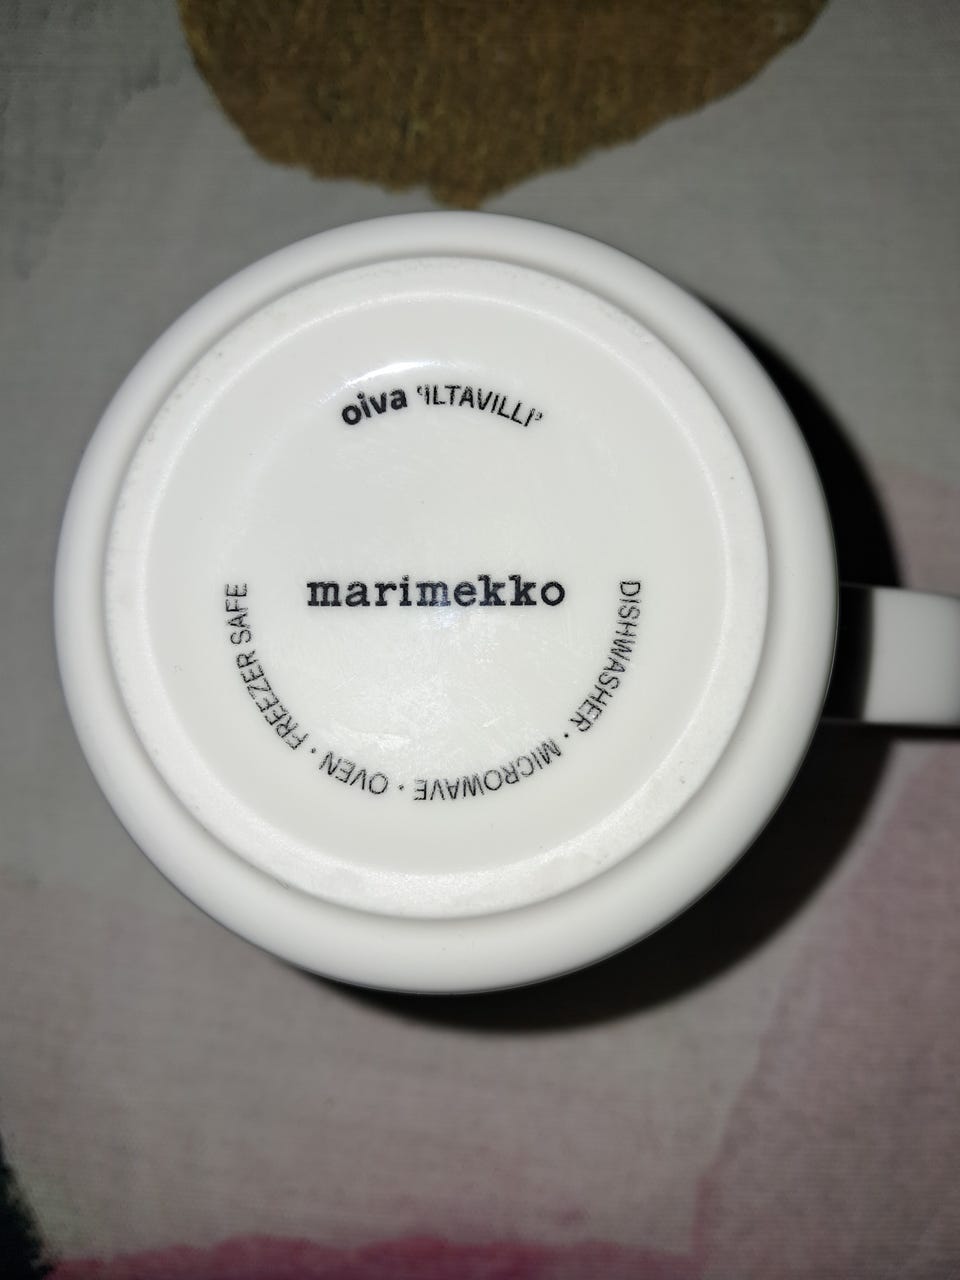 oiva "ILTAVILLI"
marimekko
DISHWASHER · MICROWAVE · OVEN · FREEZER SAFE